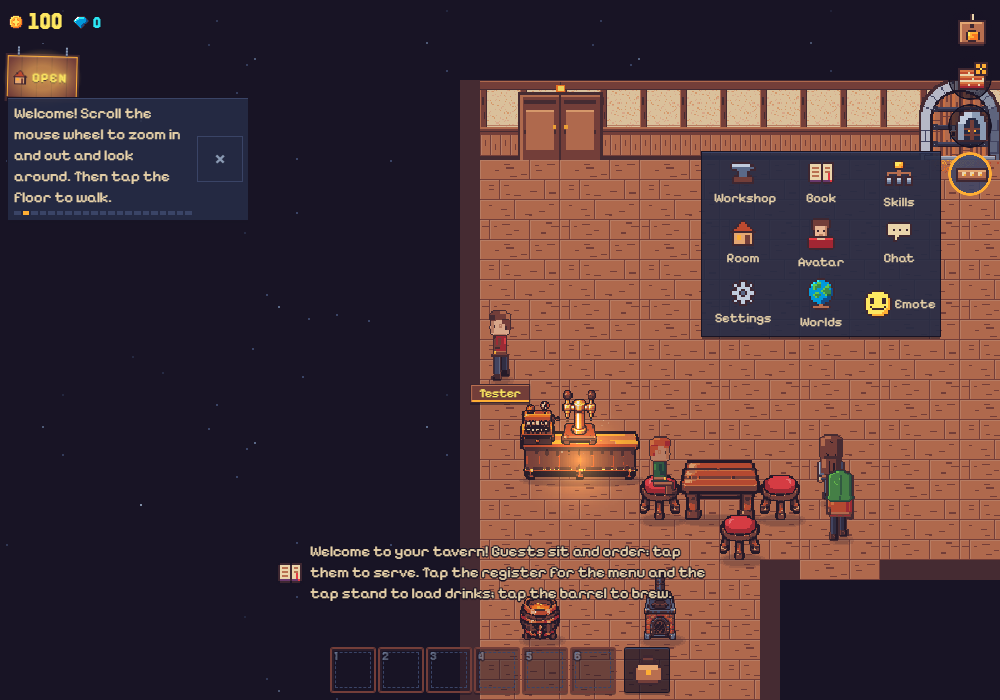 100 0
OPEN
Welcome! Scroll the
mouse wheel to zoom in
and out and look
around. Then tap the
floor to walk.
×
Workshop Book Skills
Room Avatar Chat
Settings Worlds Emote
Tester
Welcome to your tavern! Guests sit and order: tap
them to serve. Tap the register for the menu and the
tap stand to load drinks; tap the barrel to brew.
1 2 3 4 5 6